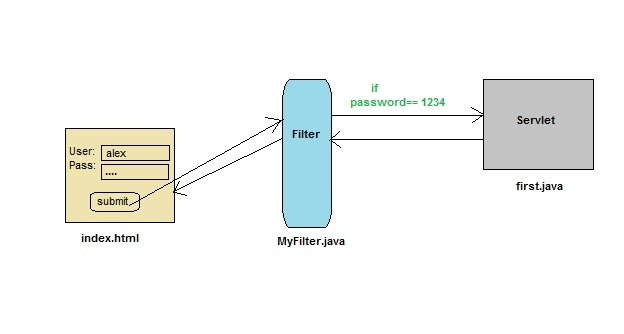 if
password== 1234
Filter
Servlet
User: alex
Pass: ....
submit
first.java
index.html
MyFilter.java